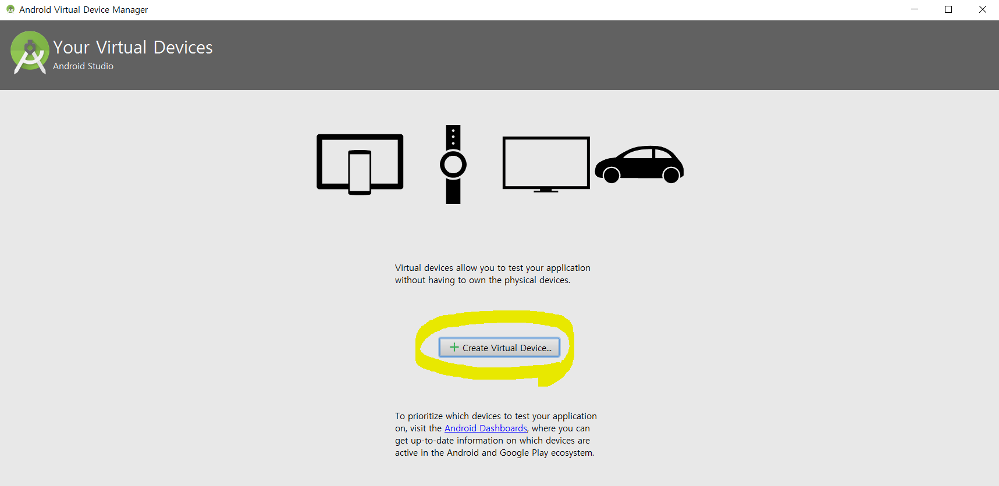 Android Virtual Device Manager
Your Virtual Devices
Android Studio
Virtual devices allow you to test your application
without having to own the physical devices.
Create Virtual Device...
To prioritize which devices to test your application
on, visit the Android Dashboards, where you can
get up-to-date information on which devices are
active in the Android and Google Play ecosystem.